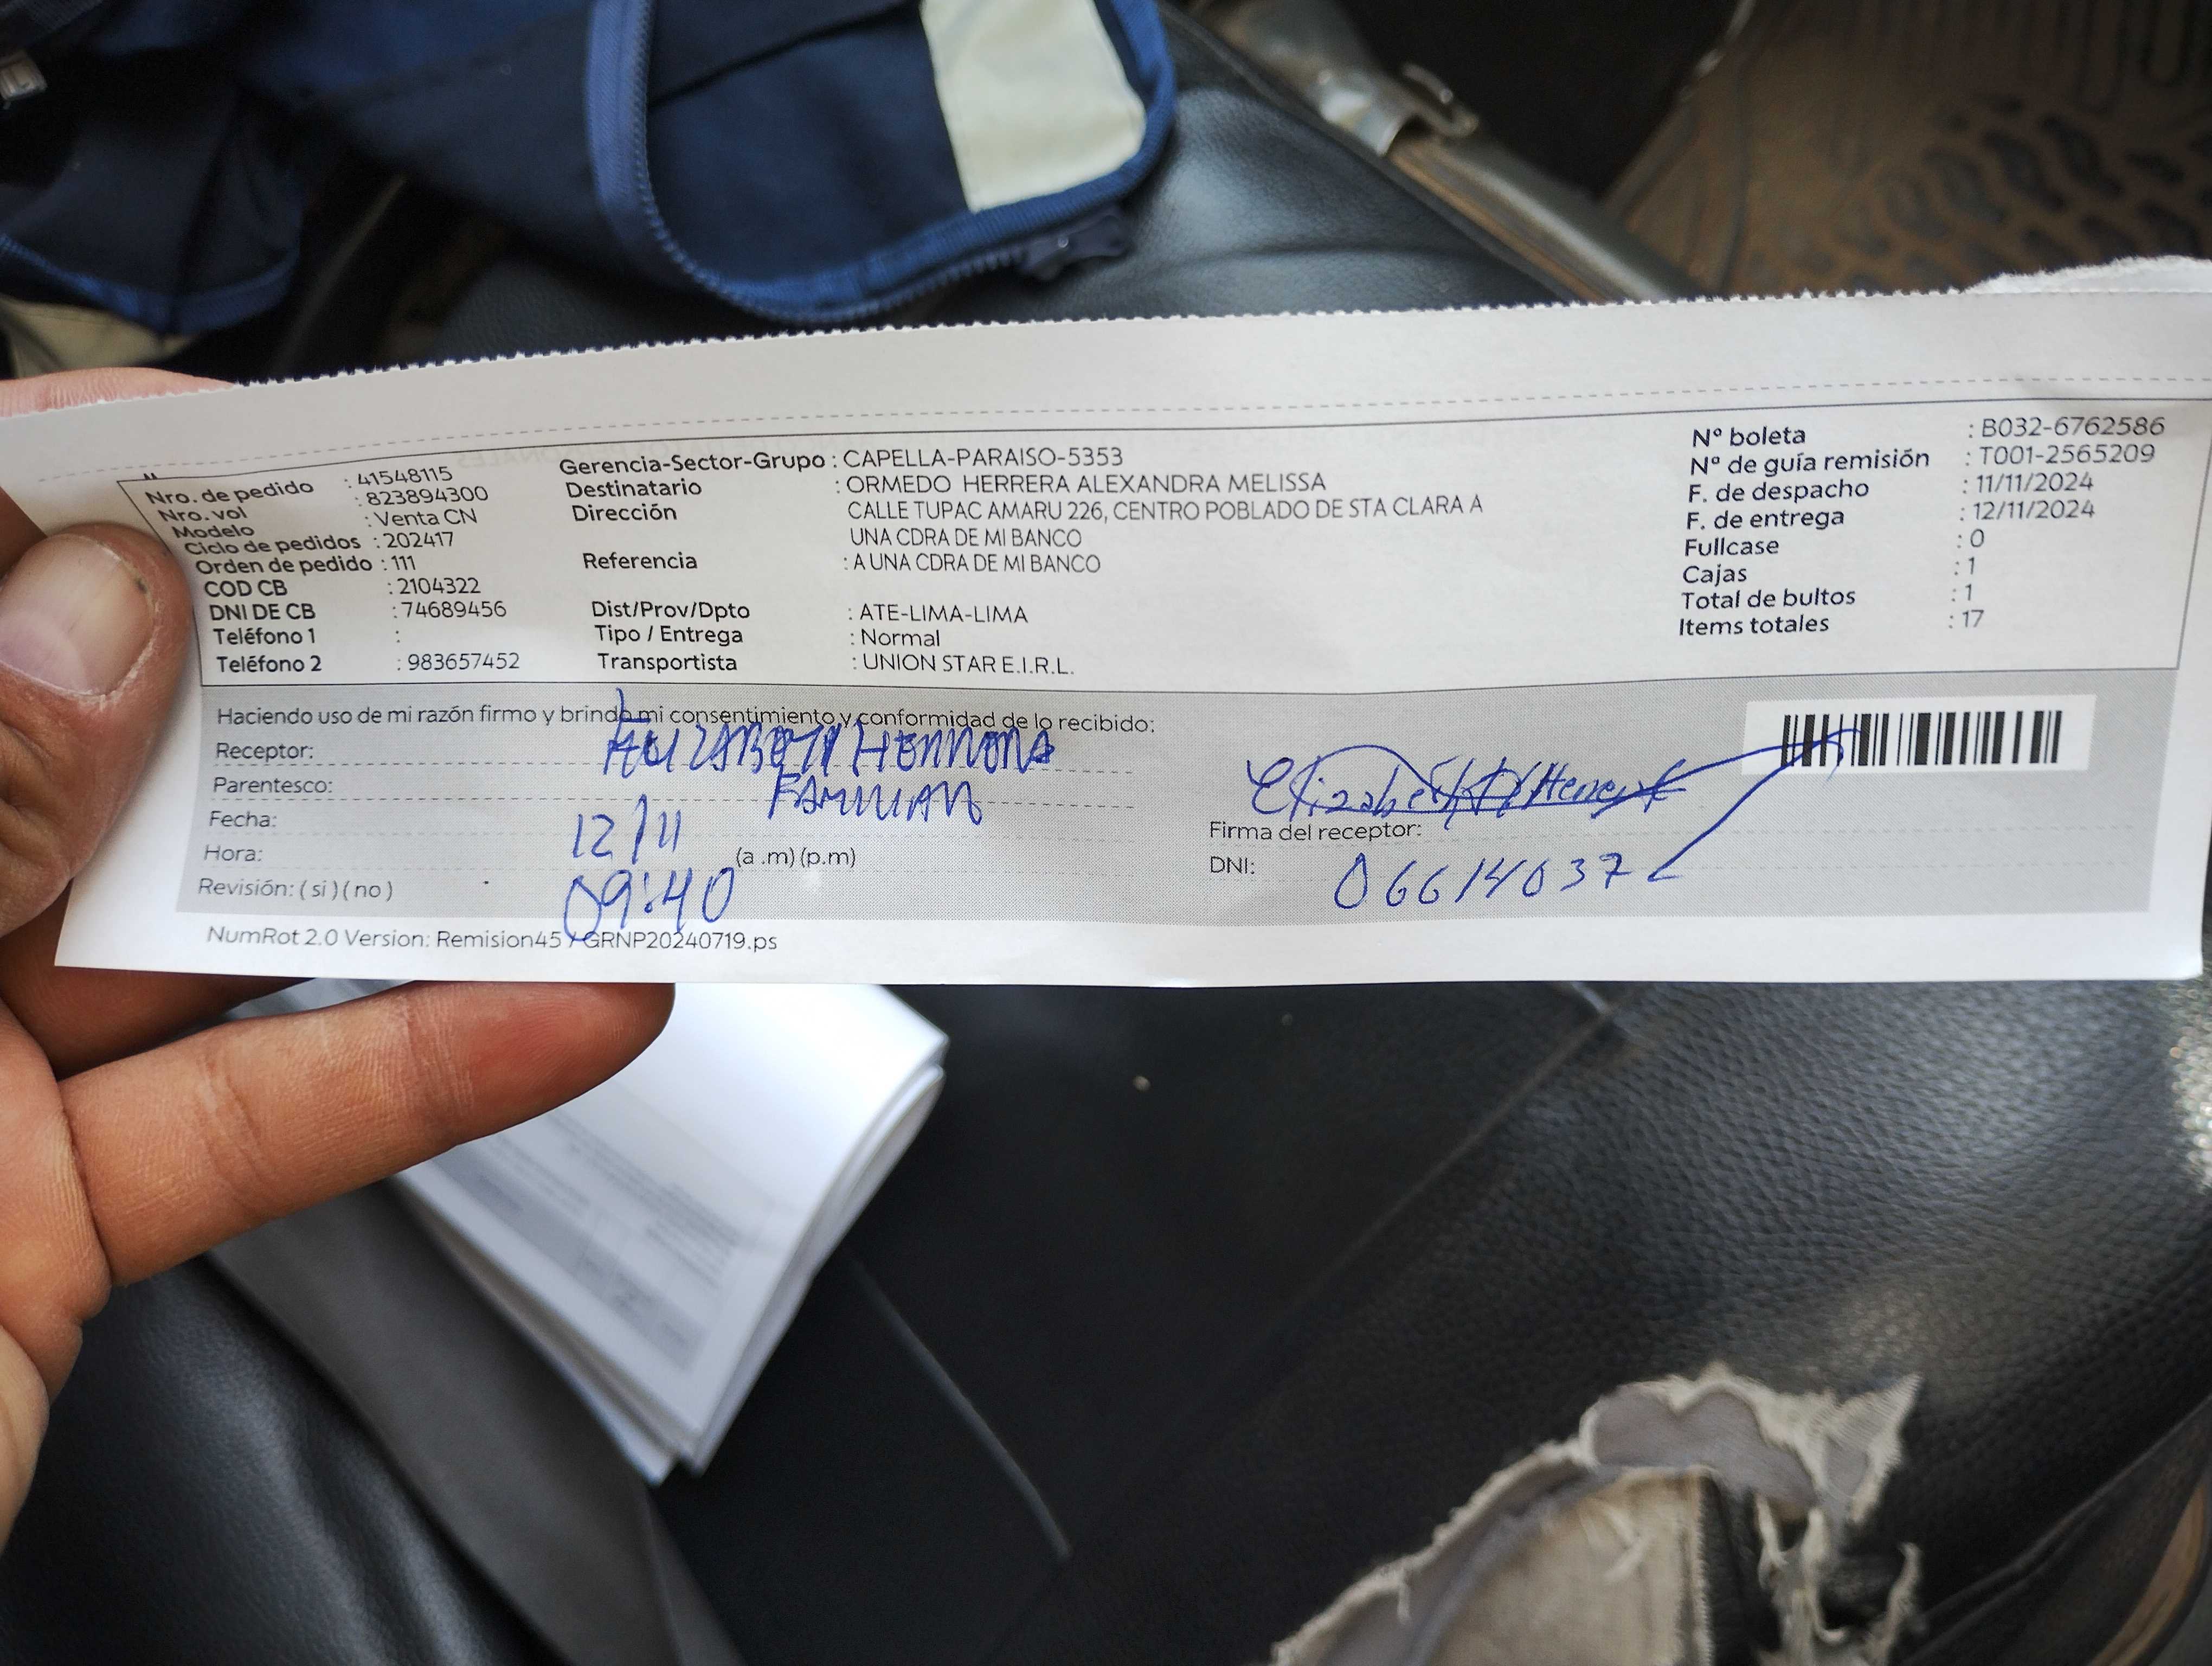 Nro. de pedido : 41548115
Nro. vol : 823894300
Modelo : Venta CN
Ciclo de pedidos : 202417
Orden de pedido : 111
COD CB : 2104322
DNI DE CB : 74689456
Teléfono 1 :
Teléfono 2 : 983657452
Gerencia-Sector-Grupo : CAPELLA-PARAISO-5353
Destinatario : ORMEDO HERRERA ALEXANDRA MELISSA
Dirección CALLE TUPAC AMARU 226, CENTRO POBLADO DE STA CLARA A
UNA CDRA DE MI BANCO
Referencia : A UNA CDRA DE MI BANCO
Dist/Prov/Dpto : ATE-LIMA-LIMA
Tipo / Entrega : Normal
Transportista : UNION STAR E.I.R.L.
Nº boleta : B032-6762586
Nº de guía remisión : T001-2565209
F. de despacho : 11/11/2024
F. de entrega : 12/11/2024
Fullcase : 0
Cajas : 1
Total de bultos : 1
Items totales : 17
Haciendo uso de mi razón firmo y brindo mi consentimiento y conformidad de lo recibido:
Receptor:
Parentesco: FAMILIAR
Fecha: 12/11
Hora: 09:40 (a .m) (p.m)
Revisión: ( si ) ( no )
Firma del receptor:
DNI: 06614037
NumRot 2.0 Version: Remision45 / GRNP20240719.ps